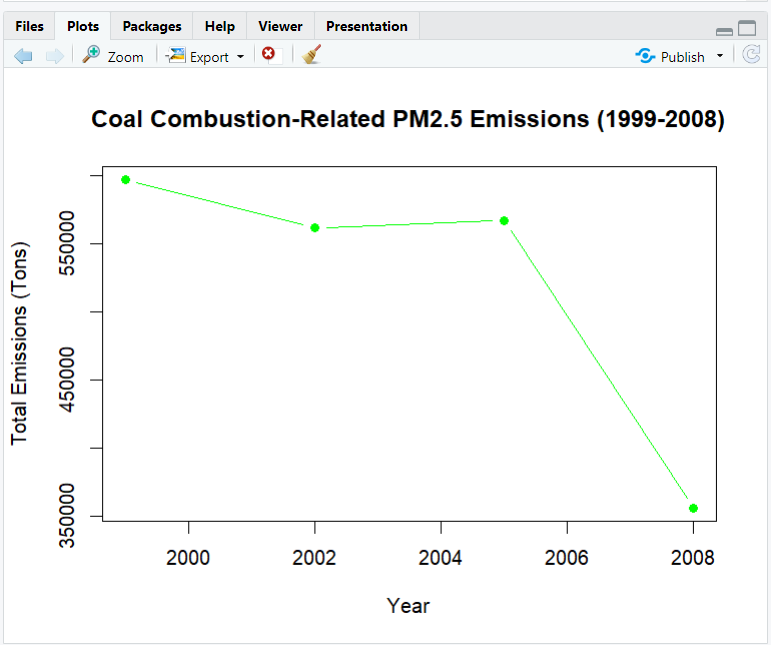 Files Plots Packages Help Viewer Presentation
Zoom Export Publish
Coal Combustion-Related PM2.5 Emissions (1999-2008)
Total Emissions (Tons)
550000
450000
350000
2000 2002 2004 2006 2008
Year